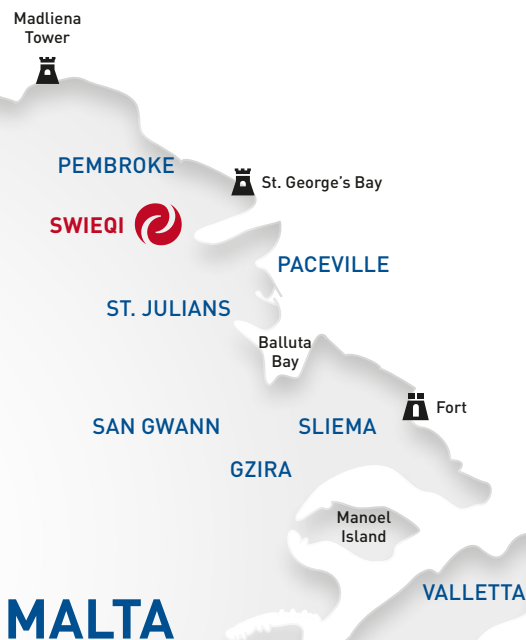 Madliena
Tower
PEMBROKE
St. George's Bay
SWIEQI
PACEVILLE
ST. JULIANS
Balluta
Bay
Fort
SAN GWANN
SLIEMA
GZIRA
Manoel
Island
VALLETTA
MALTA